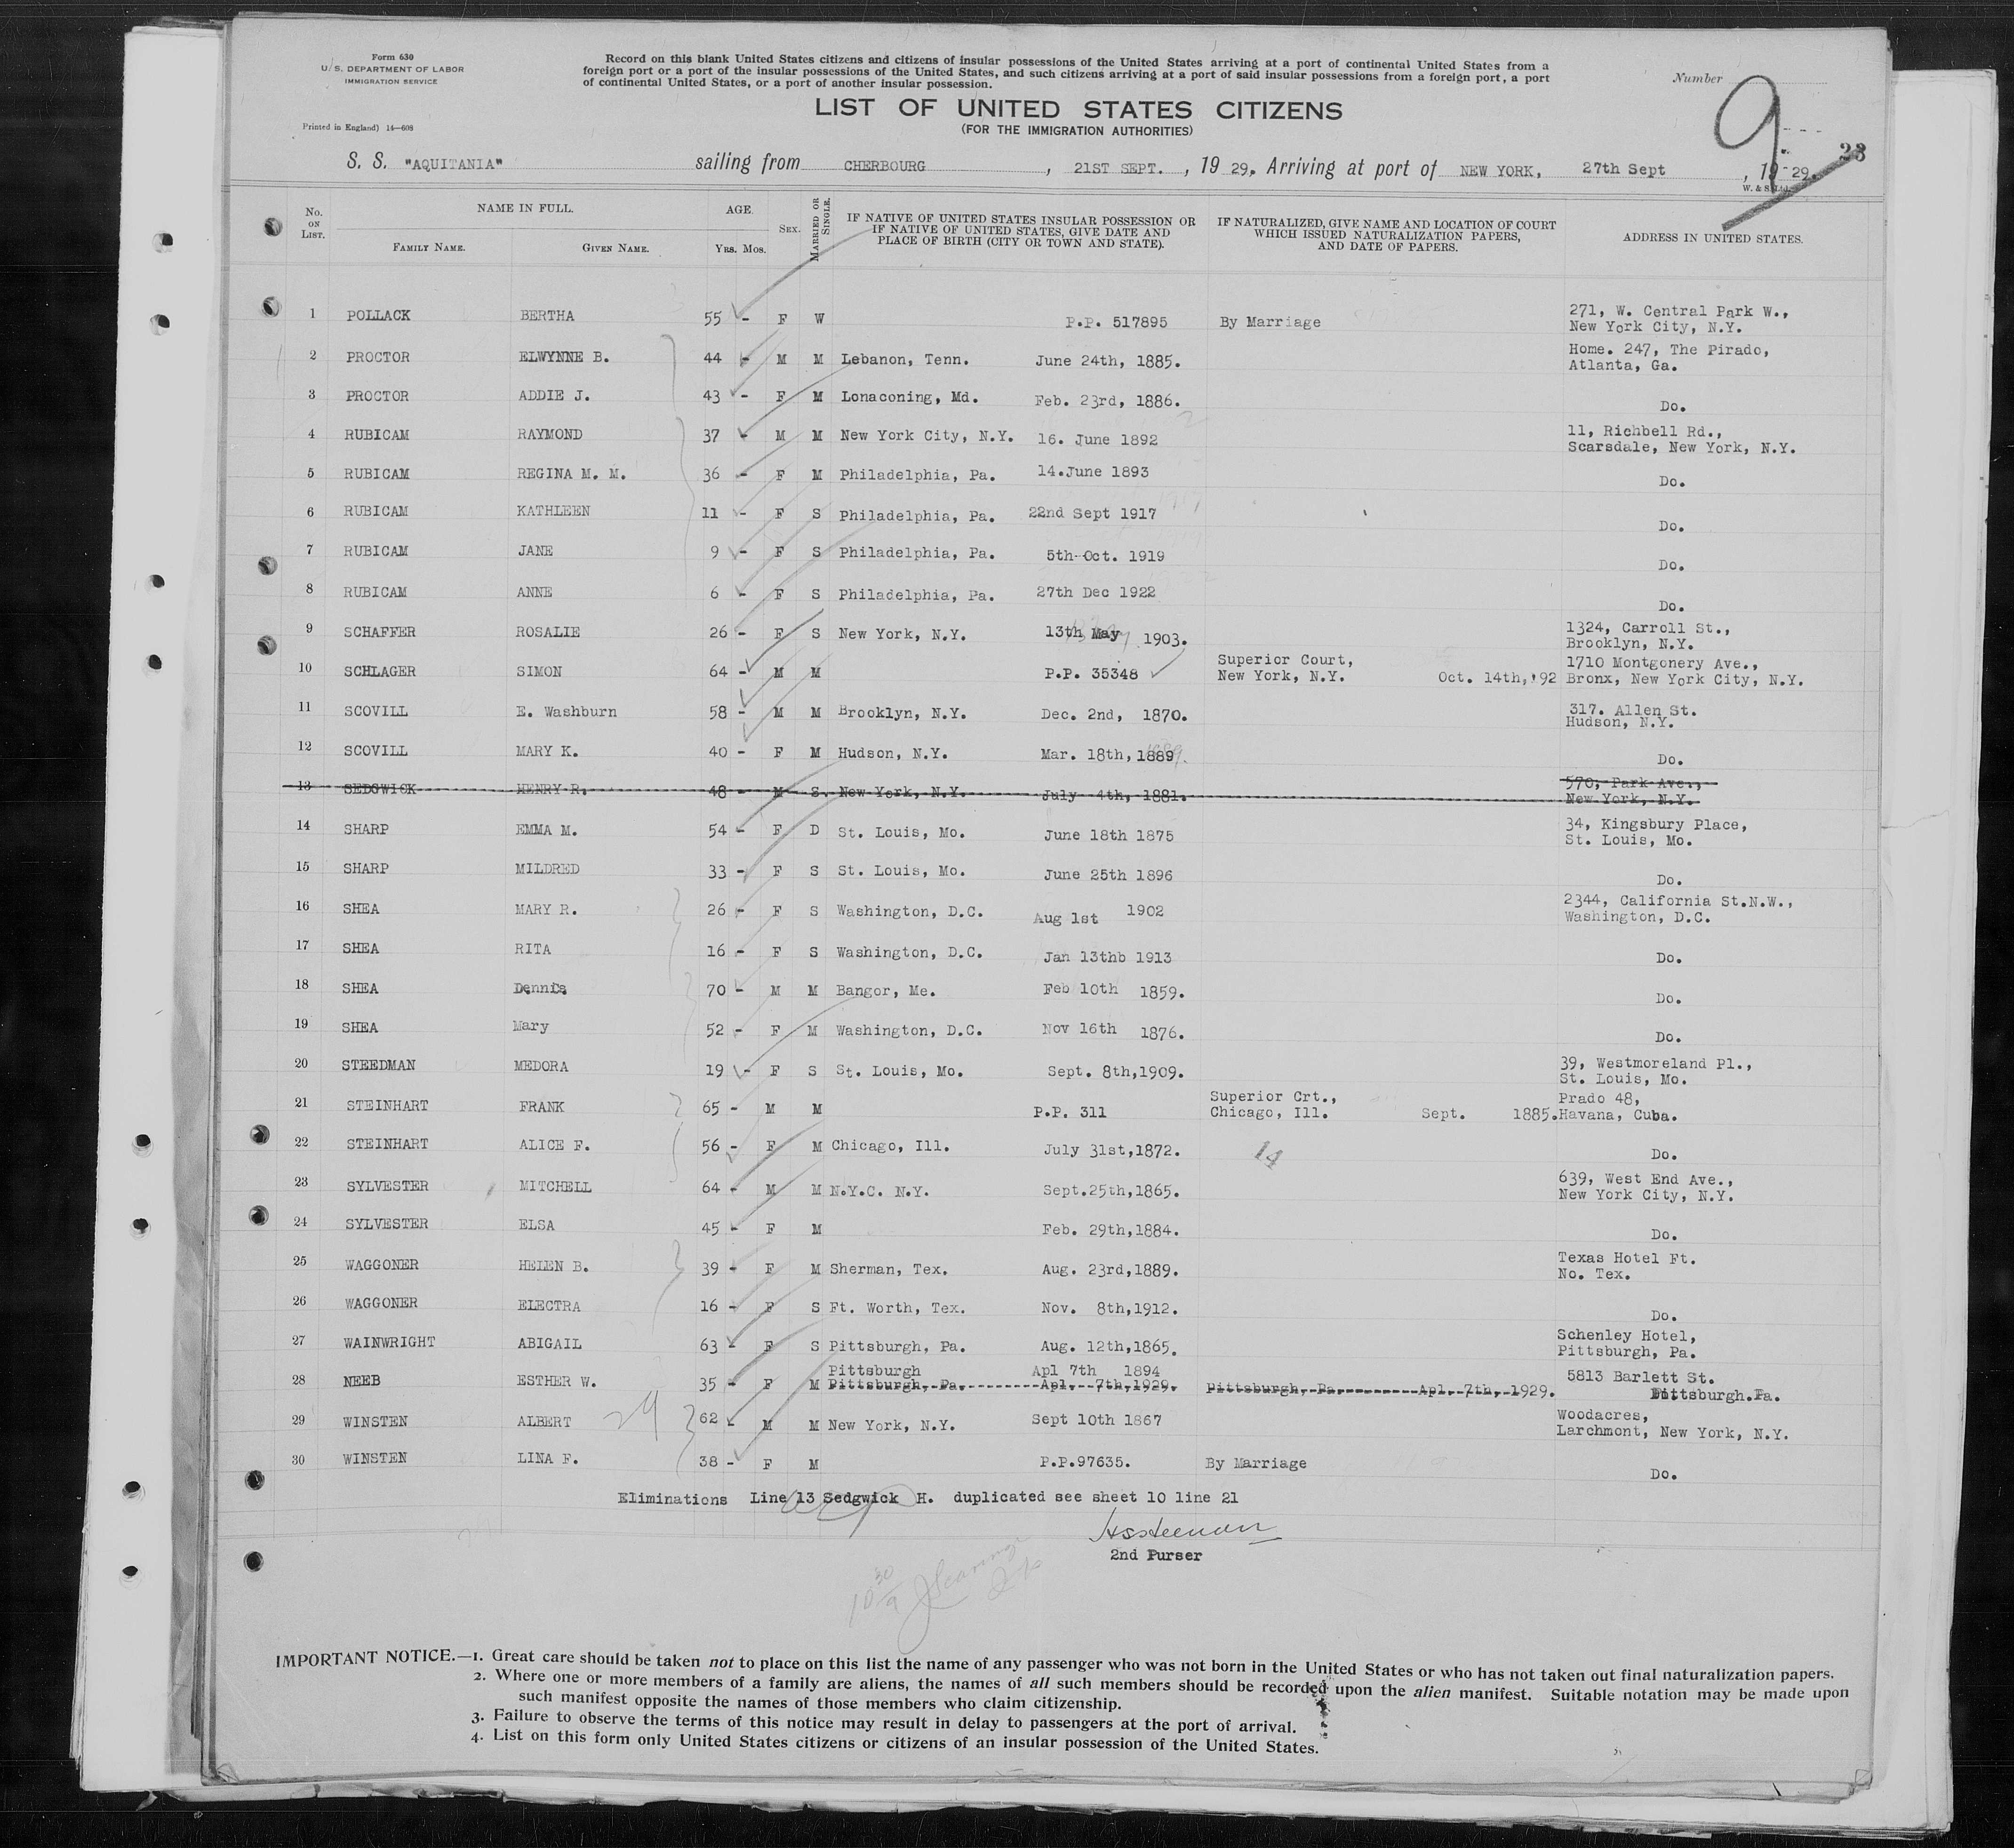 Form 630
U. S. DEPARTMENT OF LABOR
IMMIGRATION SERVICE
Printed in England) 14—608
Record on this blank United States citizens and citizens of insular possessions of the United States arriving at a port of continental United States from a
foreign port or a port of the insular possessions of the United States, and such citizens arriving at a port of said insular possessions from a foreign port, a port
of continental United States, or a port of another insular possession.
Number 9
LIST OF UNITED STATES CITIZENS
(FOR THE IMMIGRATION AUTHORITIES)
23
S. S. "AQUITANIA" sailing from CHERBOURG, 21ST SEPT., 19 29. Arriving at port of NEW YORK, 27th Sept, 19 29.
W. & S. Ltd.
No. ON LIST. NAME IN FULL. FAMILY NAME. GIVEN NAME. AGE. Yrs. Mos. SEX. MARRIED OR SINGLE. IF NATIVE OF UNITED STATES INSULAR POSSESSION OR IF NATIVE OF UNITED STATES, GIVE DATE AND PLACE OF BIRTH (CITY OR TOWN AND STATE). IF NATURALIZED, GIVE NAME AND LOCATION OF COURT WHICH ISSUED NATURALIZATION PAPERS, AND DATE OF PAPERS. ADDRESS IN UNITED STATES.
1 POLLACK BERTHA 55 - F W P.P. 517895 By Marriage 271, W. Central Park W., New York City, N.Y.
2 PROCTOR ELWYNNE B. 44 - M M Lebanon, Tenn. June 24th, 1885. Home. 247, The Pirado, Atlanta, Ga.
3 PROCTOR ADDIE J. 43 - F M Lonaconing, Md. Feb. 23rd, 1886. Do.
4 RUBICAM RAYMOND 37 - M M New York City, N.Y. 16. June 1892 11, Richbell Rd., Scarsdale, New York, N.Y.
5 RUBICAM REGINA M. M. 36 - F M Philadelphia, Pa. 14.June 1893 Do.
6 RUBICAM KATHLEEN 11 - F S Philadelphia, Pa. 22nd Sept 1917 Do.
7 RUBICAM JANE 9 - F S Philadelphia, Pa. 5th Oct. 1919 Do.
8 RUBICAM ANNE 6 - F S Philadelphia, Pa. 27th Dec 1922 Do.
9 SCHAFFER ROSALIE 26 - F S New York, N.Y. 13th May 1903. 1324, Carroll St., Brooklyn, N.Y.
10 SCHLAGER SIMON 64 - M M P.P. 35348 Superior Court, New York, N.Y. Oct. 14th,'92 1710 Montgonery Ave., Bronx, New York City, N.Y.
11 SCOVILL E. Washburn 58 - M M Brooklyn, N.Y. Dec. 2nd, 1870. 317. Allen St. Hudson, N.Y.
12 SCOVILL MARY K. 40 - F M Hudson, N.Y. Mar. 18th, 1889. Do.
13 SEDGWICK HENRY R. 48 - M S New York, N.Y. July 4th, 1881. 570, Park Ave., New York, N.Y.
14 SHARP EMMA M. 54 - F D St. Louis, Mo. June 18th 1875 34, Kingsbury Place, St. Louis, Mo.
15 SHARP MILDRED 33 - F S St. Louis, Mo. June 25th 1896 Do.
16 SHEA MARY R. 26 - F S Washington, D.C. Aug 1st 1902 2344, California St.N.W., Washington, D.C.
17 SHEA RITA 16 - F S Washington, D.C. Jan 13thb 1913 Do.
18 SHEA Dennis 70 - M M Bangor, Me. Feb 10th 1859. Do.
19 SHEA Mary 52 - F M Washington, D.C. Nov 16th 1876. Do.
20 STEEDMAN MEDORA 19 - F S St. Louis, Mo. Sept. 8th,1909. 39, Westmoreland Pl., St. Louis, Mo.
21 STEINHART FRANK 65 - M M P.P. 311 Superior Crt., Chicago, Ill. Sept. 1885. Prado 48, Havana, Cuba.
22 STEINHART ALICE F. 56 - F M Chicago, Ill. July 31st,1872. 14 Do.
23 SYLVESTER MITCHELL 64 - M M N.Y.C. N.Y. Sept.25th,1865. 639, West End Ave., New York City, N.Y.
24 SYLVESTER ELSA 45 - F M Feb. 29th,1884. Do.
25 WAGGONER HELEN B. 39 - F M Sherman, Tex. Aug. 23rd,1889. Texas Hotel Ft. No. Tex.
26 WAGGONER ELECTRA 16 - F S Ft. Worth, Tex. Nov. 8th,1912. Do.
27 WAINWRIGHT ABIGAIL 63 - F S Pittsburgh, Pa. Aug. 12th,1865. Schenley Hotel, Pittsburgh, Pa.
Pittsburgh Apl 7th 1894
28 NEEB ESTHER W. 35 - F M Pittsburgh, Pa. Apl. 7th,1929. Pittsburgh, Pa. Apl. 7th, 1929. 5813 Barlett St. Pittsburgh.Pa.
29 WINSTEN ALBERT 29 62 - M M New York, N.Y. Sept 10th 1867 Woodacres, Larchmont, New York, N.Y.
30 WINSTEN LINA F. 38 - F M P.P.97635. By Marriage Do.
Eliminations Line 13 Sedgwick H. duplicated see sheet 10 line 21
2nd Purser
IMPORTANT NOTICE.—1. Great care should be taken not to place on this list the name of any passenger who was not born in the United States or who has not taken out final naturalization papers.
2. Where one or more members of a family are aliens, the names of all such members should be recorded upon the alien manifest. Suitable notation may be made upon
such manifest opposite the names of those members who claim citizenship.
3. Failure to observe the terms of this notice may result in delay to passengers at the port of arrival.
4. List on this form only United States citizens or citizens of an insular possession of the United States.